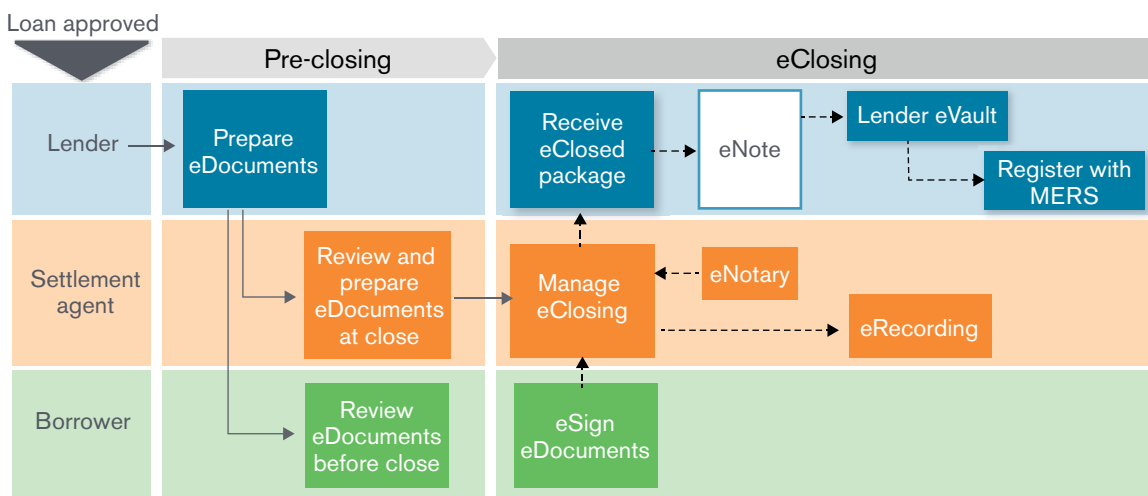 Loan approved
Pre-closing
eClosing
Lender
Prepare
eDocuments
Receive
eClosed
package
eNote
Lender eVault
Register with
MERS
Settlement
agent
Review and
prepare
eDocuments
at close
Manage
eClosing
eNotary
eRecording
Borrower
Review
eDocuments
before close
eSign
eDocuments